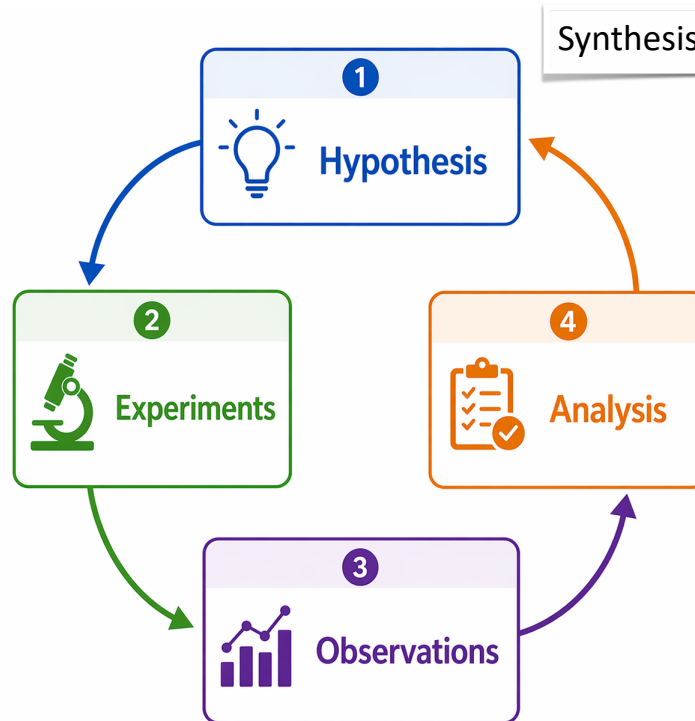 Synthesis
1
Hypothesis
2
Experiments
4
Analysis
3
Observations